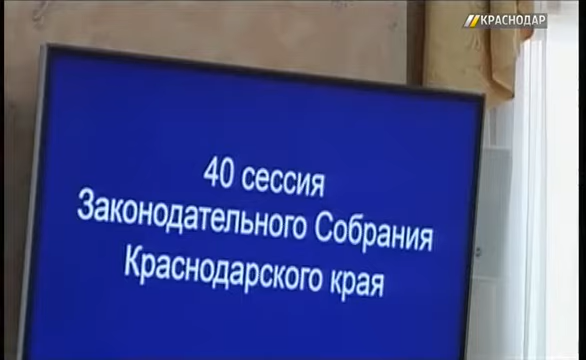 КРАСНОДАР
40 сессия
Законодательного Собрания
Краснодарского края